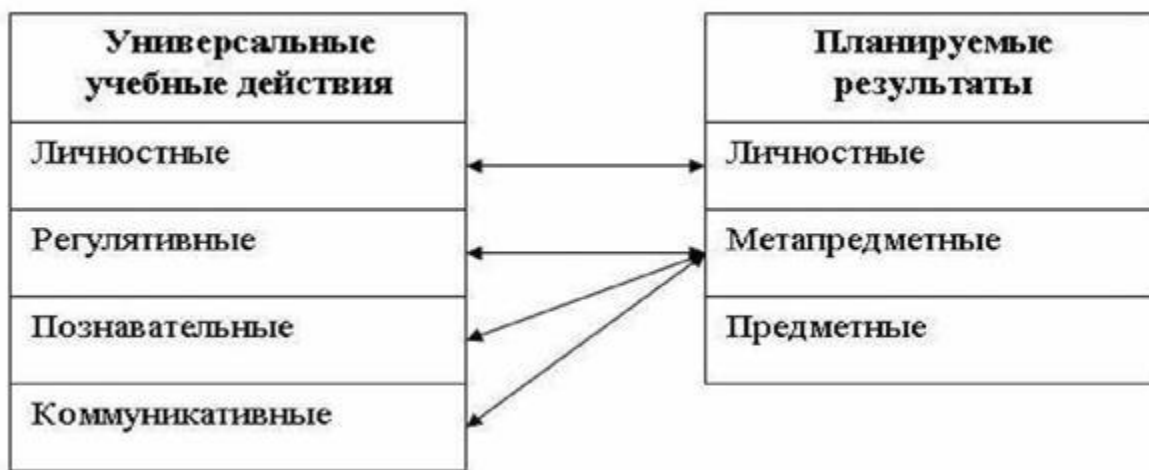 Универсальные
учебные действия
Личностные
Регулятивные
Познавательные
Коммуникативные
Планируемые
результаты
Личностные
Метапредметные
Предметные